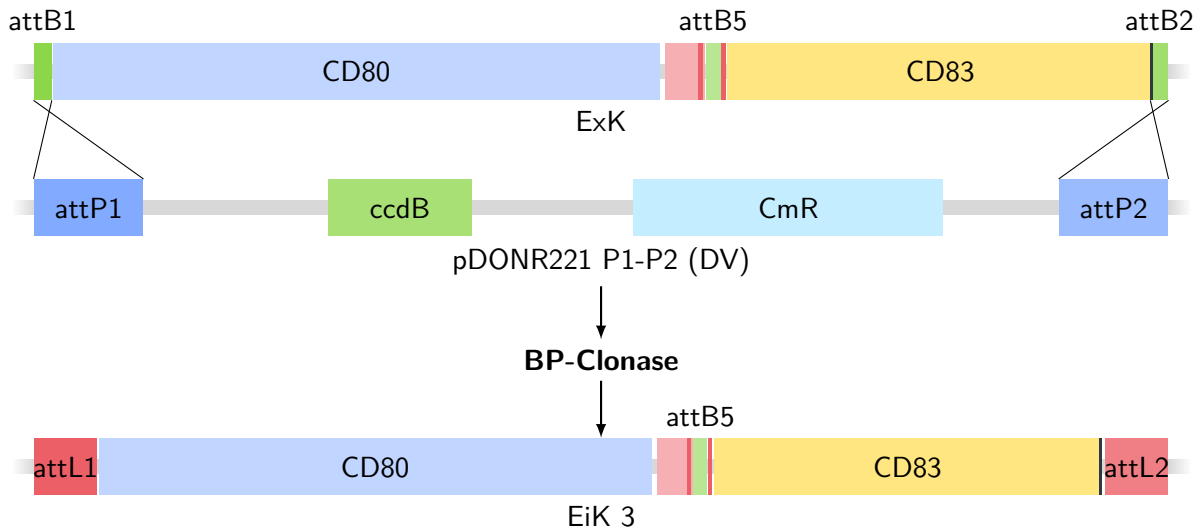 attB1 attB5 attB2
CD80 CD83
ExK
attP1 ccdB CmR attP2
pDONR221 P1-P2 (DV)
BP-Clonase
attB5
attL1 CD80 CD83 attL2
EiK 3